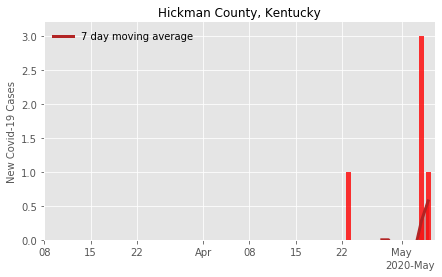 Hickman County, Kentucky
7 day moving average
New Covid-19 Cases
3.0
2.5
2.0
1.5
1.0
0.5
0.0
08 15 22 Apr 08 15 22 May
2020-May